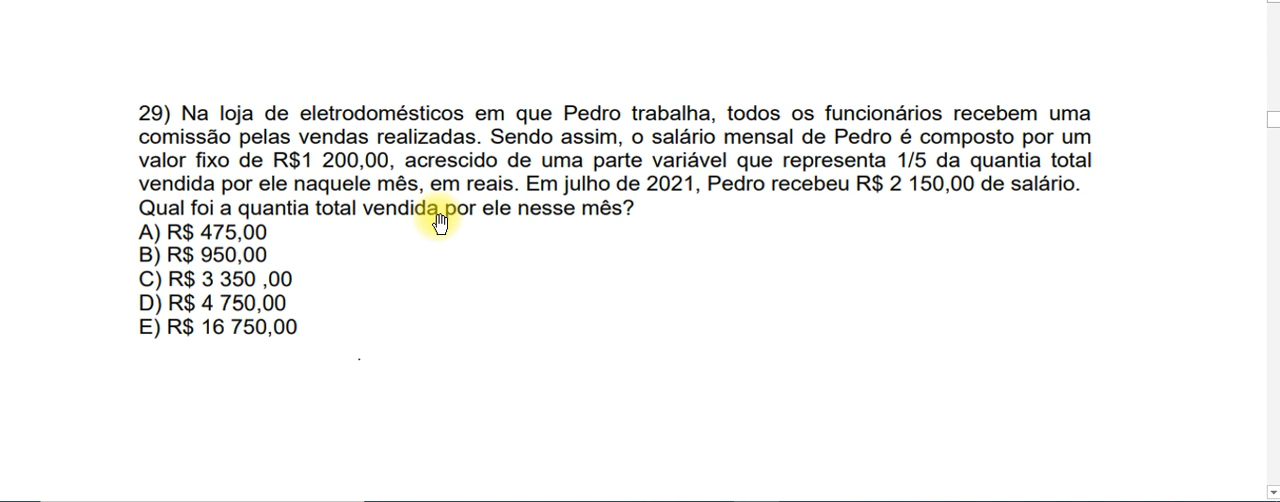 29) Na loja de eletrodomésticos em que Pedro trabalha, todos os funcionários recebem uma
comissão pelas vendas realizadas. Sendo assim, o salário mensal de Pedro é composto por um
valor fixo de R$1 200,00, acrescido de uma parte variável que representa 1/5 da quantia total
vendida por ele naquele mês, em reais. Em julho de 2021, Pedro recebeu R$ 2 150,00 de salário.
Qual foi a quantia total vendida por ele nesse mês?
A) R$ 475,00
B) R$ 950,00
C) R$ 3 350 ,00
D) R$ 4 750,00
E) R$ 16 750,00